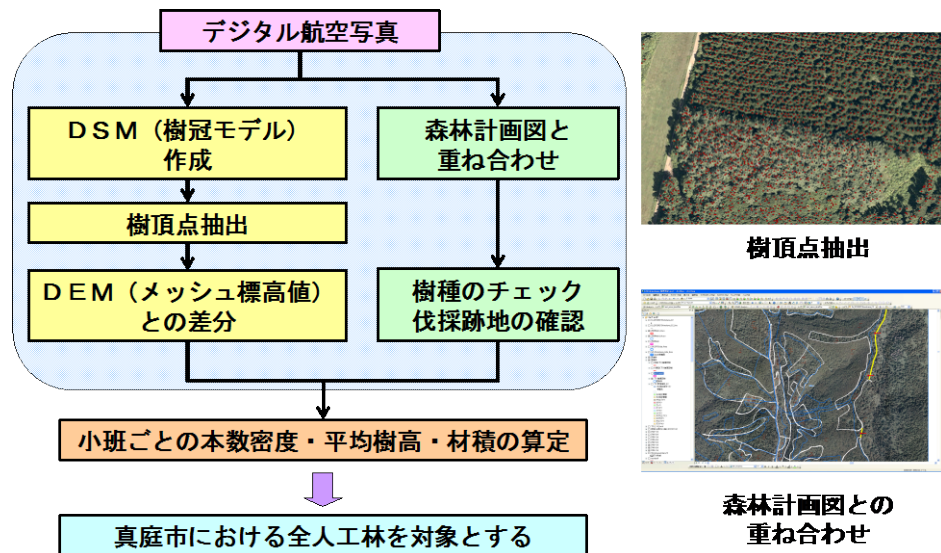 デジタル航空写真
ＤＳＭ（樹冠モデル）
作成
森林計画図と
重ね合わせ
樹頂点抽出
ＤＥＭ（メッシュ標高値）
との差分
樹種のチェック
伐採跡地の確認
小班ごとの本数密度・平均樹高・材積の算定
真庭市における全人工林を対象とする
樹頂点抽出
森林計画図との
重ね合わせ